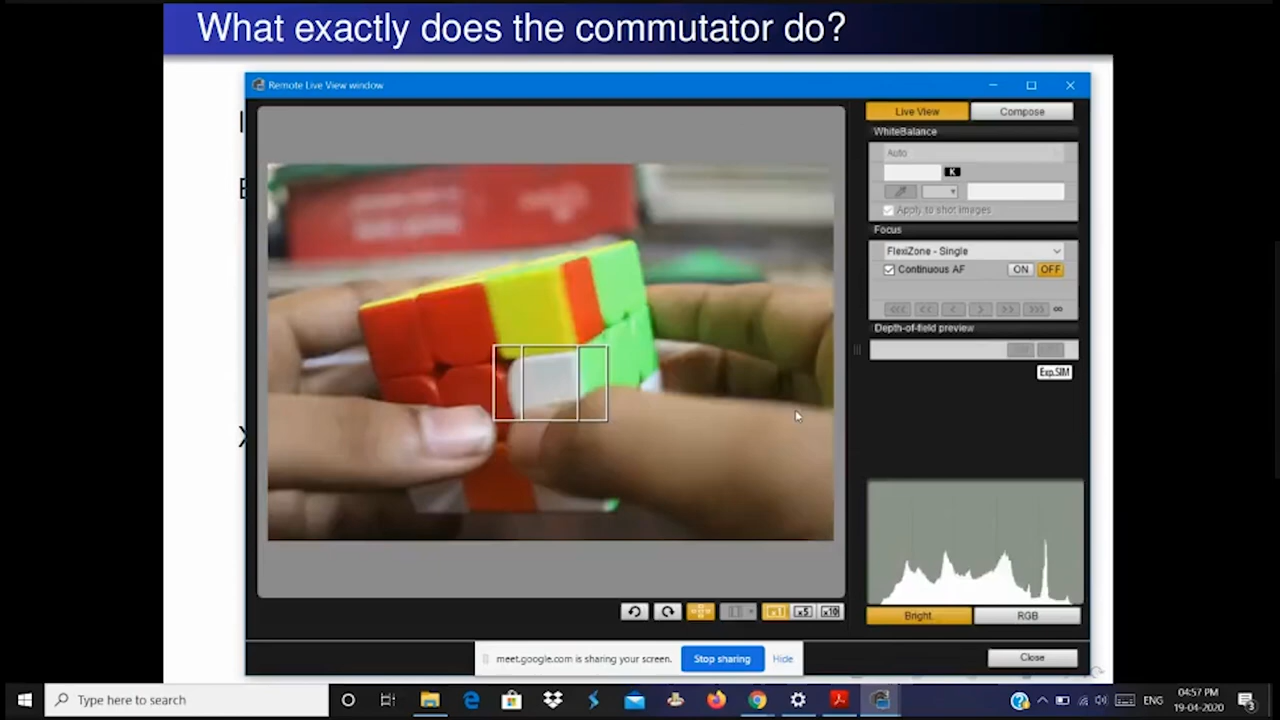 What exactly does the commutator do?
Remote Live View window
Live View Compose
WhiteBalance
Auto
K
Apply to shot images
Focus
FlexiZone - Single
Continuous AF ON OFF
<<< << < > >> >>> ∞
Depth-of-field preview
Exp.SIM
x1 x5 x10
Bright. RGB
meet.google.com is sharing your screen. Stop sharing Hide
Close
Type here to search
ENG
04:57 PM
19-04-2020
3